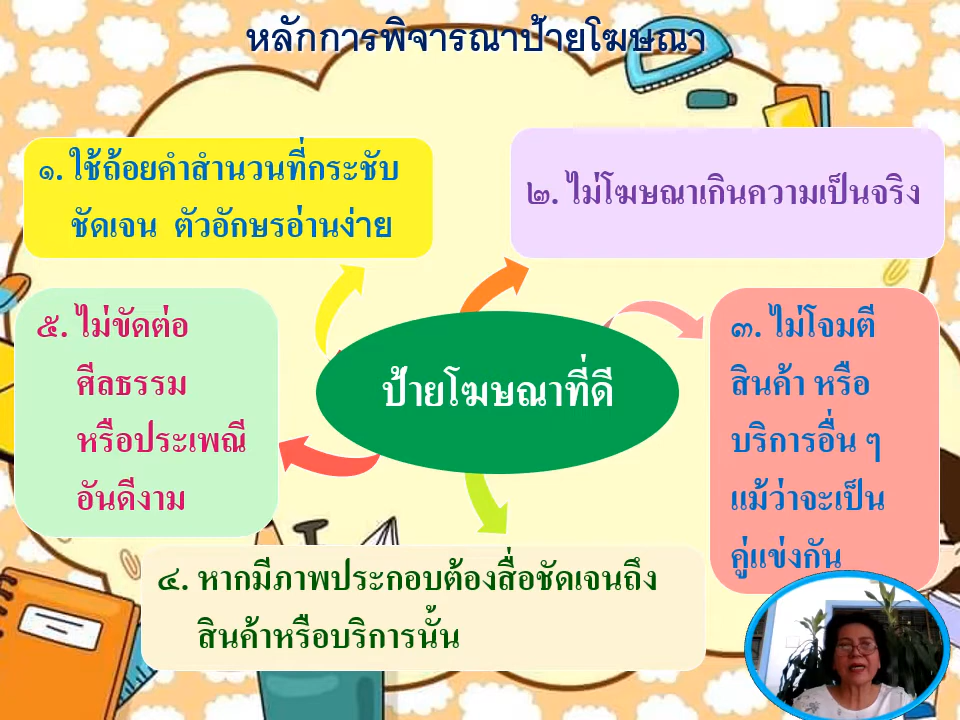 หลักการพิจารณาป้ายโฆษณา
๑. ใช้ถ้อยคำสำนวนที่กระชับ
ชัดเจน ตัวอักษรอ่านง่าย
๒. ไม่โฆษณาเกินความเป็นจริง
๓. ไม่โจมตี
สินค้า หรือ
บริการอื่น ๆ
แม้ว่าจะเป็น
คู่แข่งกัน
๔. หากมีภาพประกอบต้องสื่อชัดเจนถึง
สินค้าหรือบริการนั้น
๕. ไม่ขัดต่อ
ศีลธรรม
หรือประเพณี
อันดีงาม
ป้ายโฆษณาที่ดี